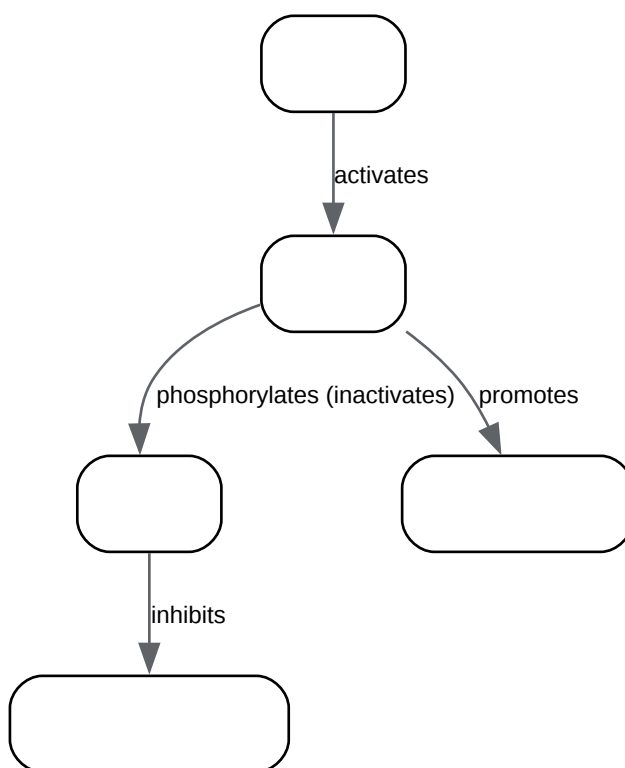 activates
phosphorylates (inactivates)
promotes
inhibits